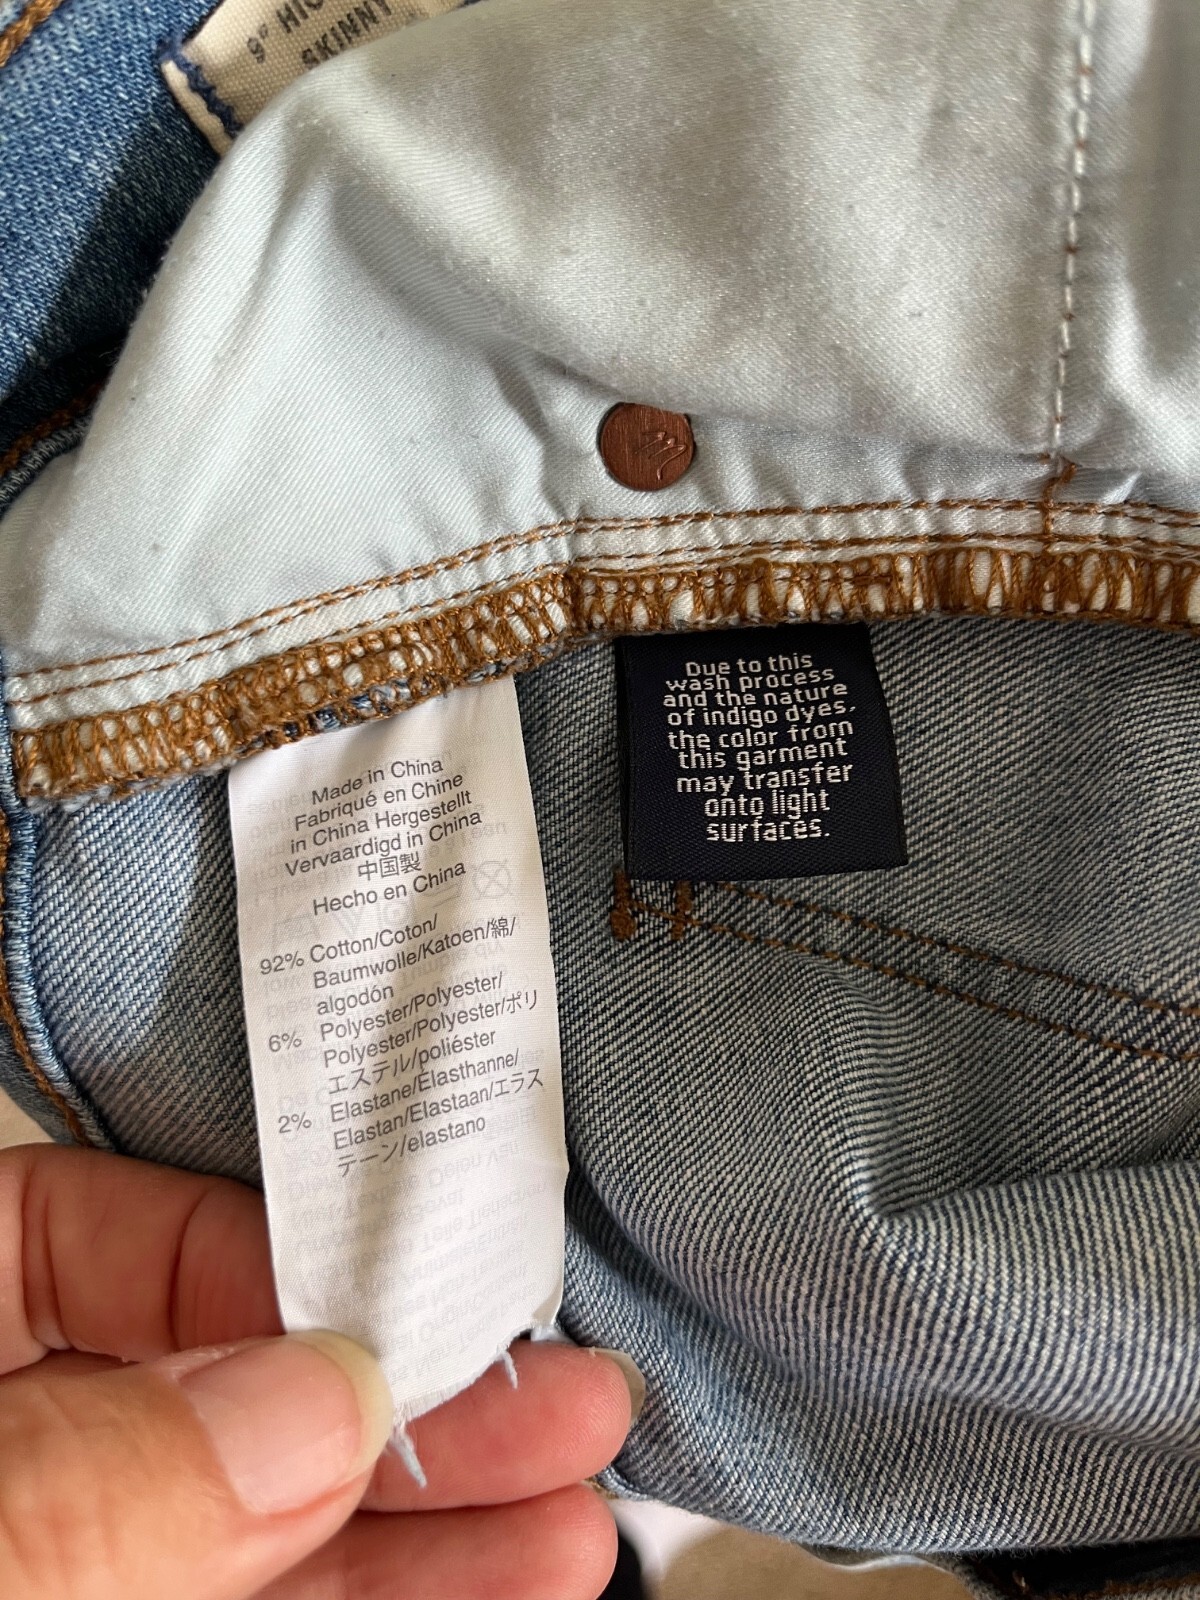 9" HIG
SKINNY
Made in China
Fabriqué en Chine
in China Hergestellt
Vervaardigd in China
中国製
Hecho en China
92% Cotton/Coton/
Baumwolle/Katoen/綿/
algodón
6% Polyester/Polyester/
Polyester/Polyester/ポリ
エステル/poliéster
2% Elastane/Élasthanne/
Elastan/Elastaan/エラス
テーン/elastano
Due to this
wash process
and the nature
of indigo dyes,
the color from
this garment
may transfer
onto light
surfaces.